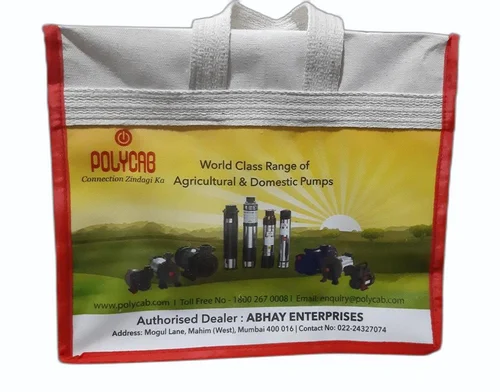 POLYCAB
Connection Zindagi Ka
World Class Range of
Agricultural & Domestic Pumps
www.polycab.com | Toll Free No - 1600 267 0008 | Email: enquiry@polycab.com
Authorised Dealer : ABHAY ENTERPRISES
Address: Mogul Lane, Mahim (West), Mumbai 400 016 | Contact No: 022-24327074